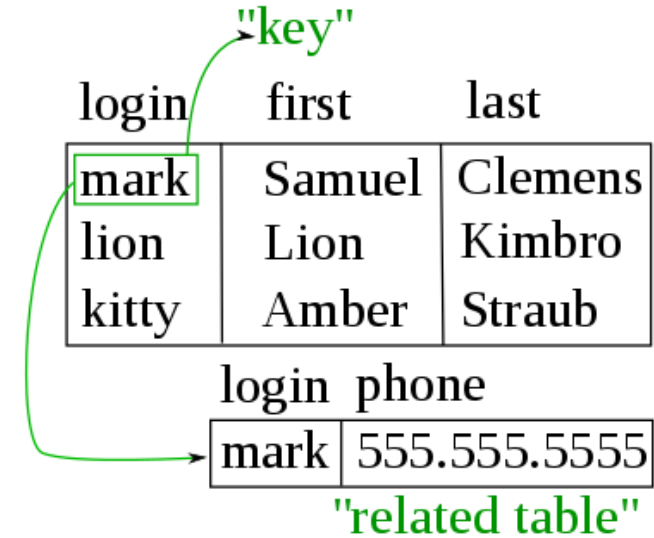 "key"
login first last
mark Samuel Clemens
lion Lion Kimbro
kitty Amber Straub
login phone
mark 555.555.5555
"related table"